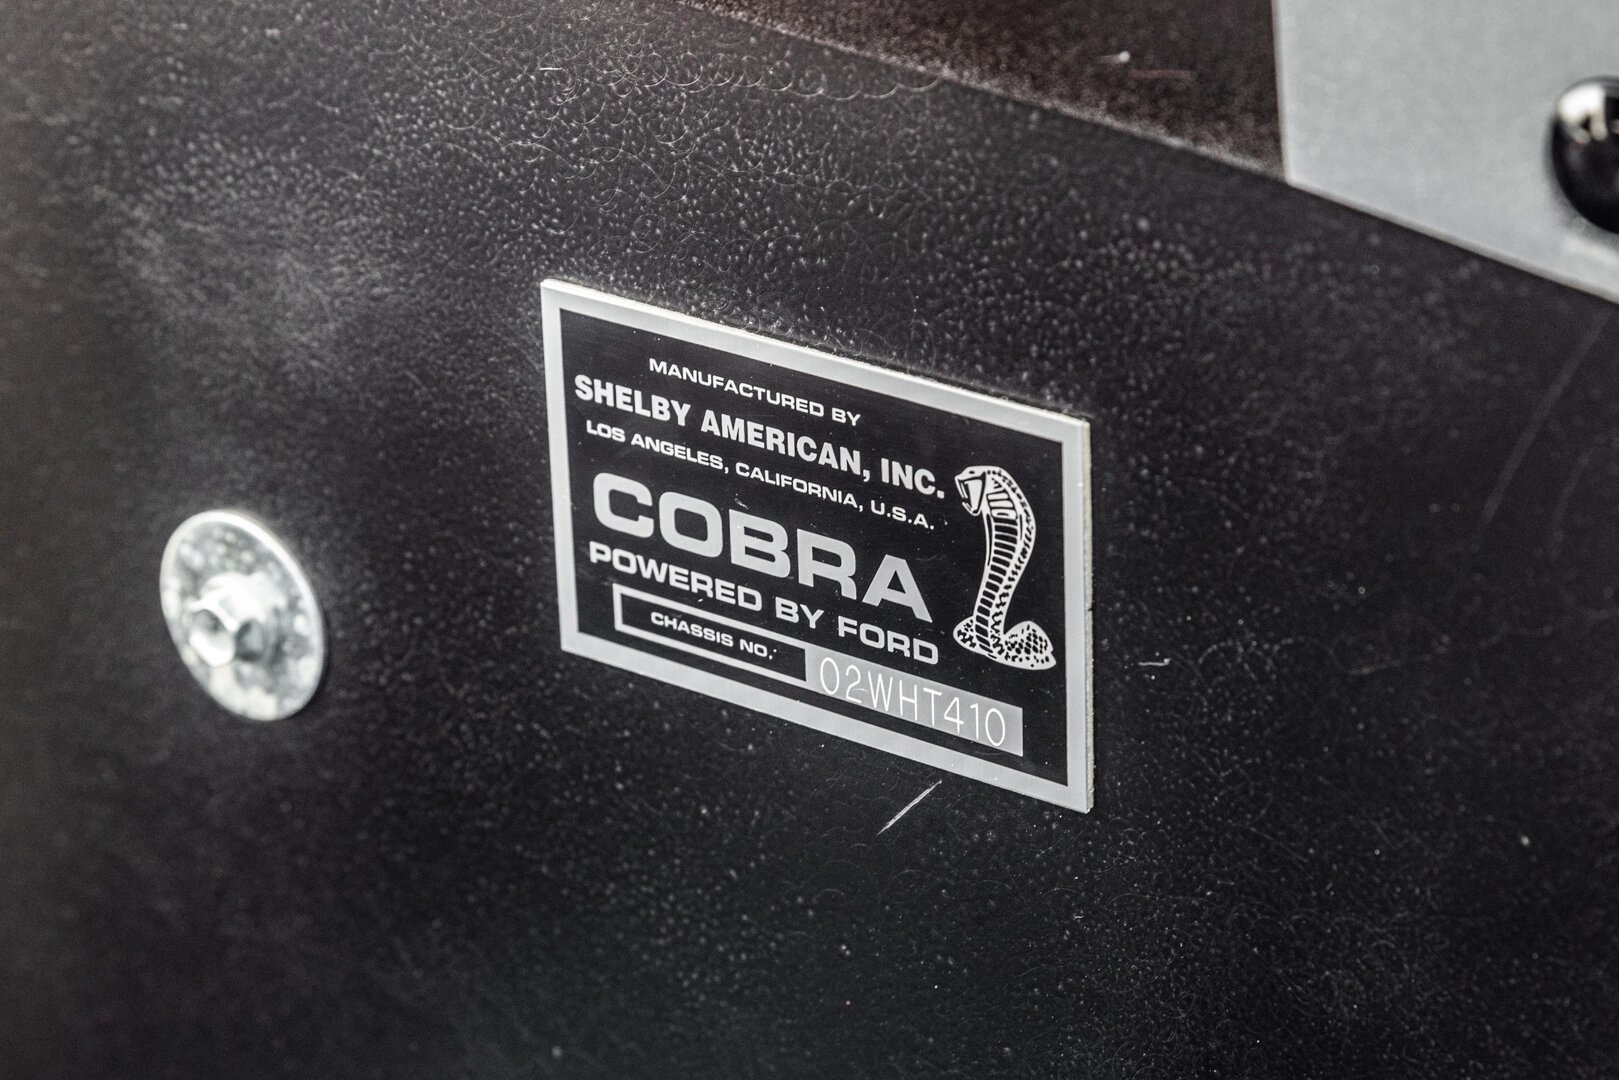 MANUFACTURED BY
SHELBY AMERICAN, INC.
LOS ANGELES, CALIFORNIA, U.S.A.
COBRA
POWERED BY FORD
CHASSIS NO. 02WHT410